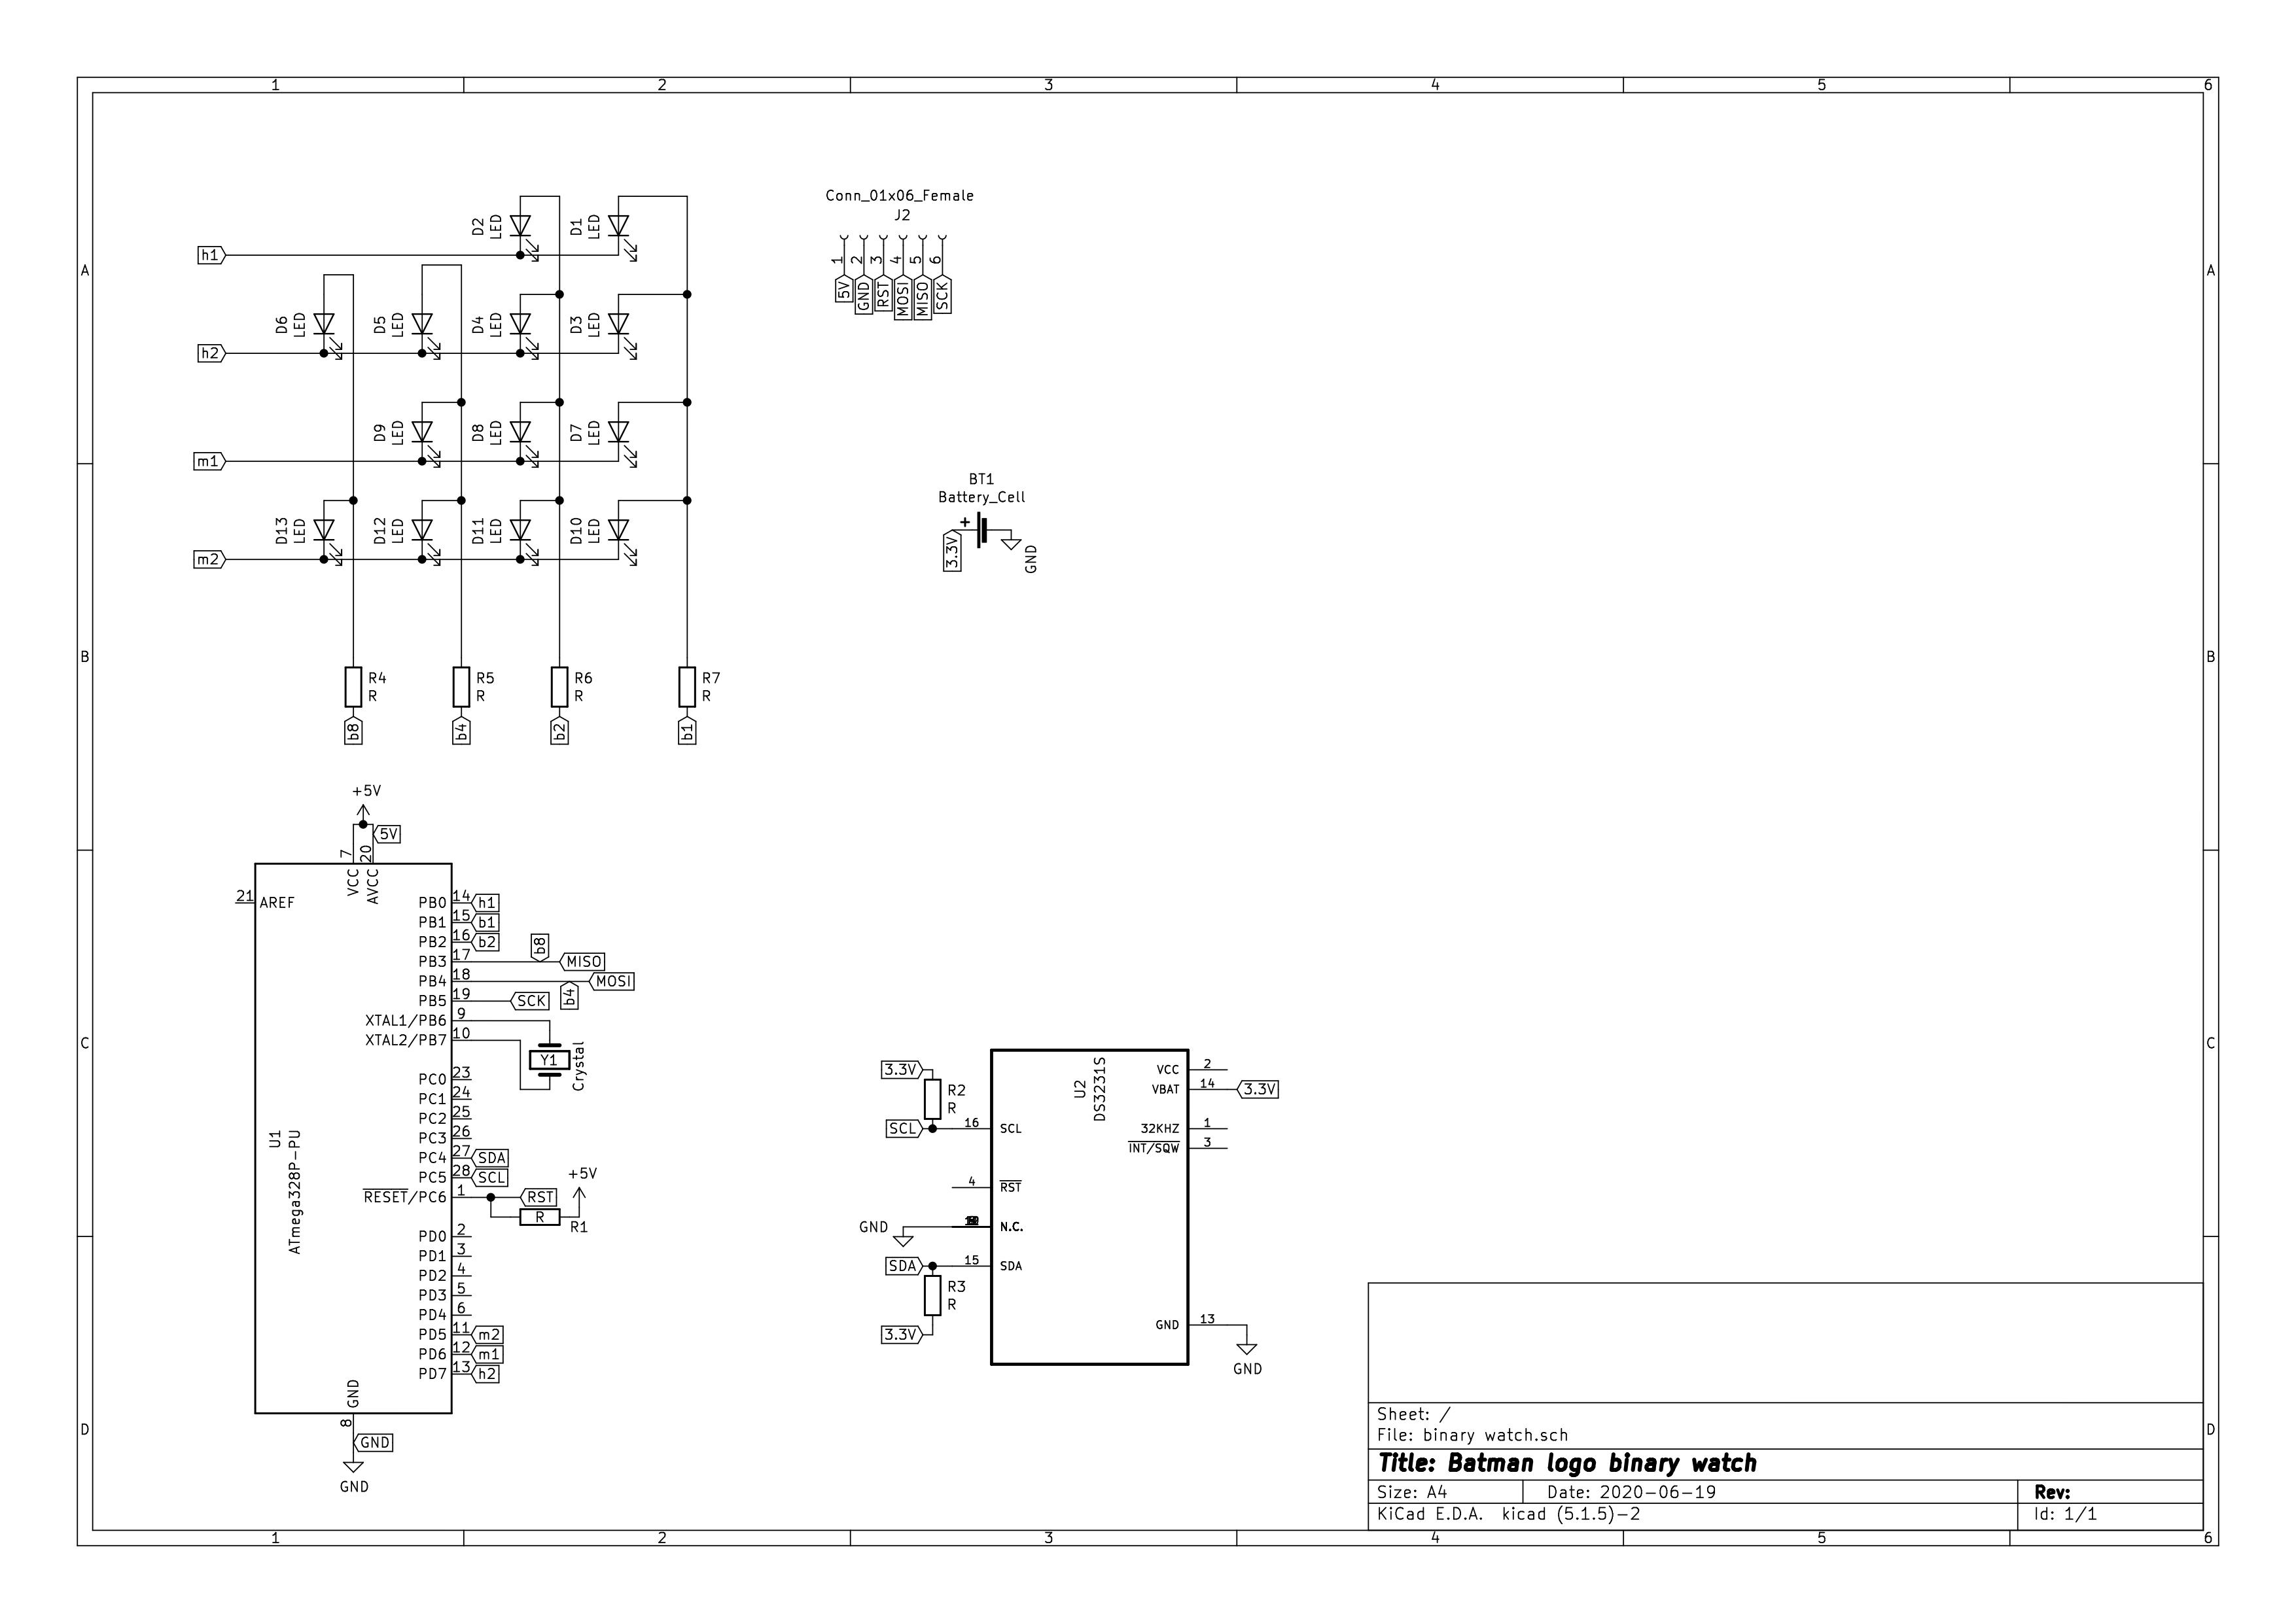 1 2 3 4 5 6
A
B
C
D
A
B
C
D
1 2 3 4 5 6
h1
D2
LED
D1
LED
h2
D6
LED
D5
LED
D4
LED
D3
LED
m1
D9
LED
D8
LED
D7
LED
m2
D13
LED
D12
LED
D11
LED
D10
LED
R4
R
R5
R
R6
R
R7
R
b8
b4
b2
b1
Conn_01x06_Female
J2
1 2 3 4 5 6
5V
GND
RST
MOSI
MISO
SCK
BT1
Battery_Cell
+
3.3V
GND
+5V
5V
7
VCC
20
AVCC
21 AREF
U1
ATmega328P-PU
PB0 14 h1
PB1 15 b1
PB2 16 b2
b8
PB3 17 MISO
PB4 18 MOSI
b4
PB5 19 SCK
XTAL1/PB6 9
XTAL2/PB7 10
Y1
Crystal
PC0 23
PC1 24
PC2 25
PC3 26
PC4 27 SDA
PC5 28 SCL
RESET/PC6 1 RST
+5V
R
R1
PD0 2
PD1 3
PD2 4
PD3 5
PD4 6
PD5 11 m2
PD6 12 m1
PD7 13 h2
GND
8
GND
GND
U2
DS3231S
3.3V
R2
R
SCL 16 SCL
4 RST
GND N.C.
SDA 15 SDA
R3
R
3.3V
VCC 2
VBAT 14 3.3V
32KHZ 1
INT/SQW 3
GND 13
GND
Sheet: /
File: binary watch.sch
Title: Batman logo binary watch
Size: A4 Date: 2020-06-19 Rev:
KiCad E.D.A. kicad (5.1.5)-2 Id: 1/1